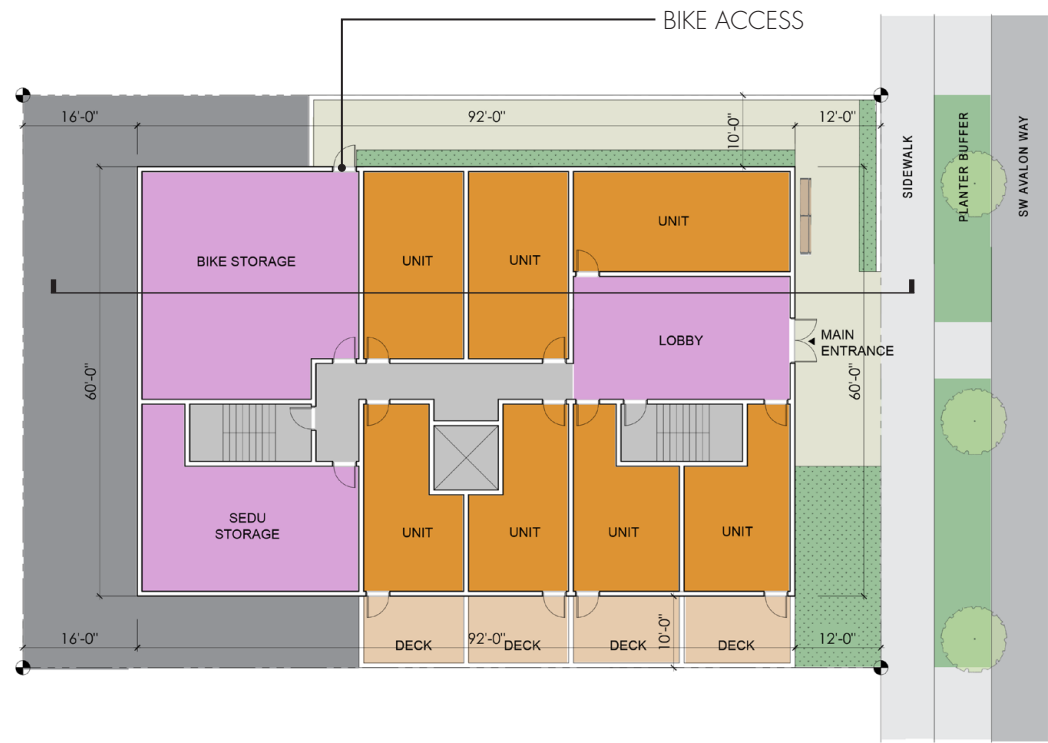 BIKE ACCESS
16'-0"
92'-0"
12'-0"
10'-0"
SIDEWALK
PLANTER BUFFER
SW AVALON WAY
UNIT
BIKE STORAGE
UNIT
UNIT
LOBBY
MAIN
ENTRANCE
60'-0"
60'-0"
SEDU
STORAGE
UNIT
UNIT
UNIT
UNIT
16'-0"
DECK
92'-0"
DECK
DECK
10'-0"
DECK
12'-0"